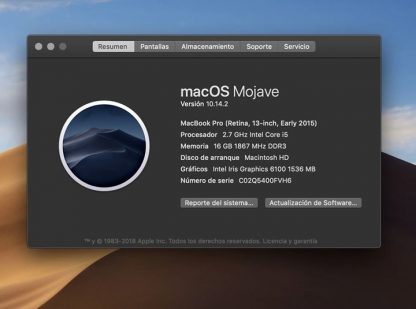 Resumen Pantallas Almacenamiento Soporte Servicio
macOS Mojave
Versión 10.14.2
MacBook Pro (Retina, 13-inch, Early 2015)
Procesador 2.7 GHz Intel Core i5
Memoria 16 GB 1867 MHz DDR3
Disco de arranque Macintosh HD
Gráficos Intel Iris Graphics 6100 1536 MB
Número de serie C02Q5400FVH6
Reporte del sistema... Actualización de Software...
™ y © 1983-2018 Apple Inc. Todos los derechos reservados. Licencia y garantía